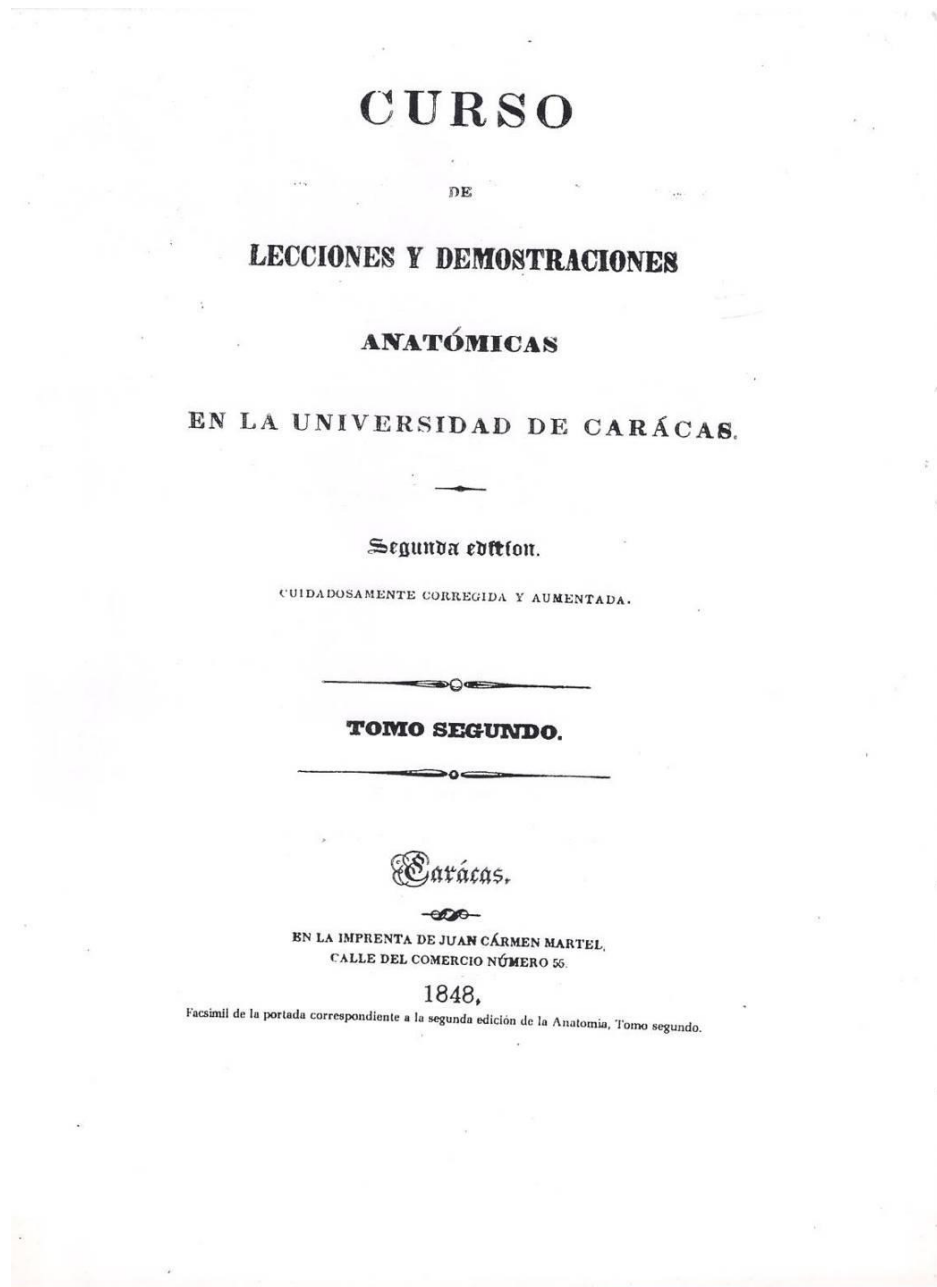 CURSO
DE
LECCIONES Y DEMOSTRACIONES
ANATÓMICAS
EN LA UNIVERSIDAD DE CARÁCAS.
Segunda edition.
CUIDADOSAMENTE CORREGIDA Y AUMENTADA.
TOMO SEGUNDO.
Carácas,
EN LA IMPRENTA DE JUAN CÁRMEN MARTEL,
CALLE DEL COMERCIO NÚMERO 55.
1848,
Facsimil de la portada correspondiente a la segunda edición de la Anatomia, Tomo segundo.